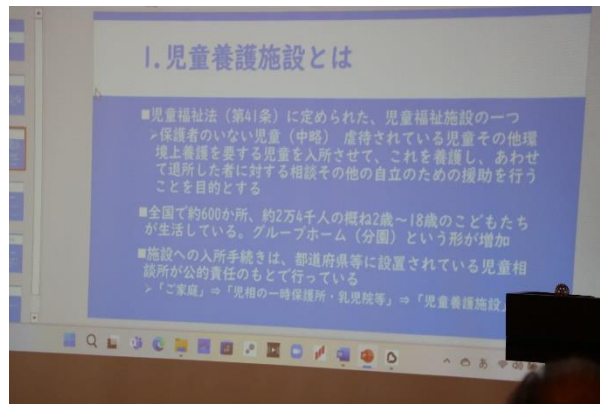 1.児童養護施設とは
■児童福祉法（第41条）に定められた、児童福祉施設の一つ
➢保護者のいない児童（中略） 虐待されている児童その他環
境上養護を要する児童を入所させて、これを養護し、あわせ
て退所した者に対する相談その他の自立のための援助を行う
ことを目的とする
■全国で約600か所、約2万4千人の概ね2歳～18歳のこどもたち
が生活している。グループホーム（分園）という形が増加
■施設への入所手続きは、都道府県等に設置されている児童相
談所が公的責任のもとで行っている
➢「ご家庭」⇒「児相の一時保護所・乳児院等」⇒「児童養護施設」
あ